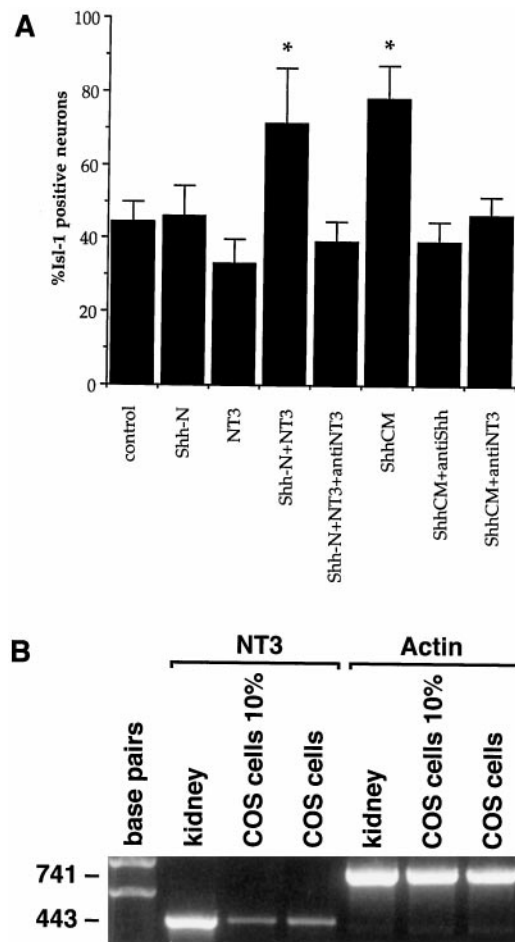 A
100
80
60
40
20
0
%Isl-1 positive neurons
* *
control
Shh-N
NT3
Shh-N+NT3
Shh-N+NT3+antiNT3
ShhCM
ShhCM+antiShh
ShhCM+antiNT3
B
NT3 Actin
base pairs
kidney
COS cells 10%
COS cells
kidney
COS cells 10%
COS cells
741 –
443 –